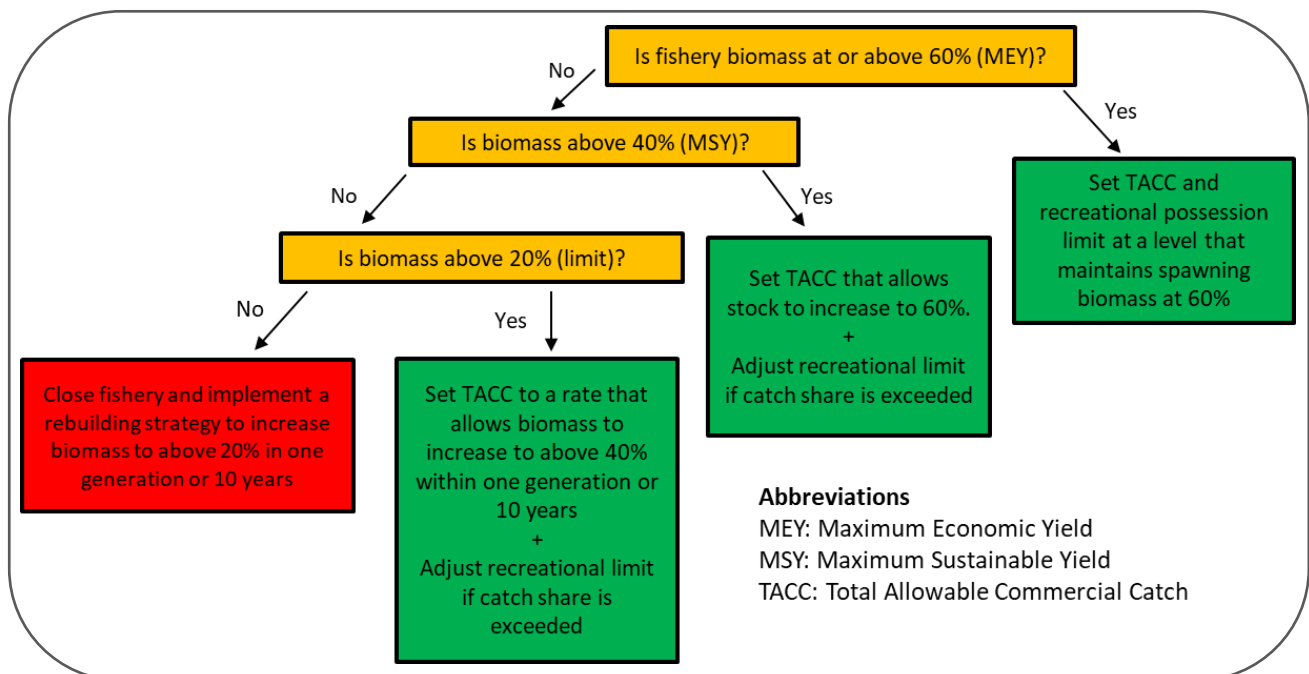 Is fishery biomass at or above 60% (MEY)?
No
Yes
Is biomass above 40% (MSY)?
Set TACC and
recreational possession
limit at a level that
maintains spawning
biomass at 60%
No
Yes
Is biomass above 20% (limit)?
Set TACC that allows
stock to increase to 60%.
+
Adjust recreational limit
if catch share is exceeded
No
Yes
Close fishery and implement a
rebuilding strategy to increase
biomass to above 20% in one
generation or 10 years
Set TACC to a rate that
allows biomass to
increase to above 40%
within one generation or
10 years
+
Adjust recreational limit
if catch share is
exceeded
Abbreviations
MEY: Maximum Economic Yield
MSY: Maximum Sustainable Yield
TACC: Total Allowable Commercial Catch